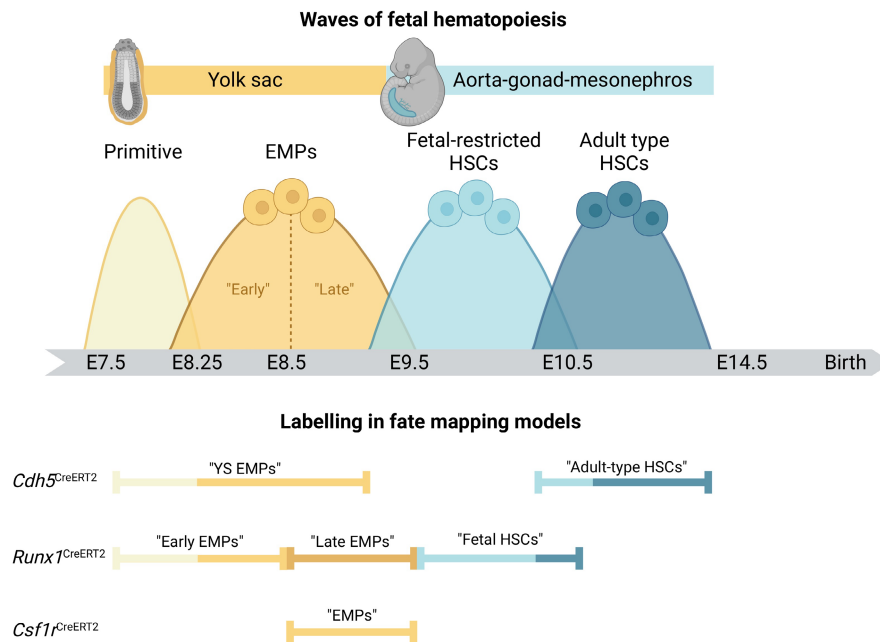 Waves of fetal hematopoiesis
Yolk sac
Aorta-gonad-mesonephros
Primitive
EMPs
Fetal-restricted
HSCs
Adult type
HSCs
"Early"
"Late"
E7.5
E8.25
E8.5
E9.5
E10.5
E14.5
Birth
Labelling in fate mapping models
Cdh5CreERT2
"YS EMPs"
"Adult-type HSCs"
Runx1CreERT2
"Early EMPs"
"Late EMPs"
"Fetal HSCs"
Csf1rCreERT2
"EMPs"